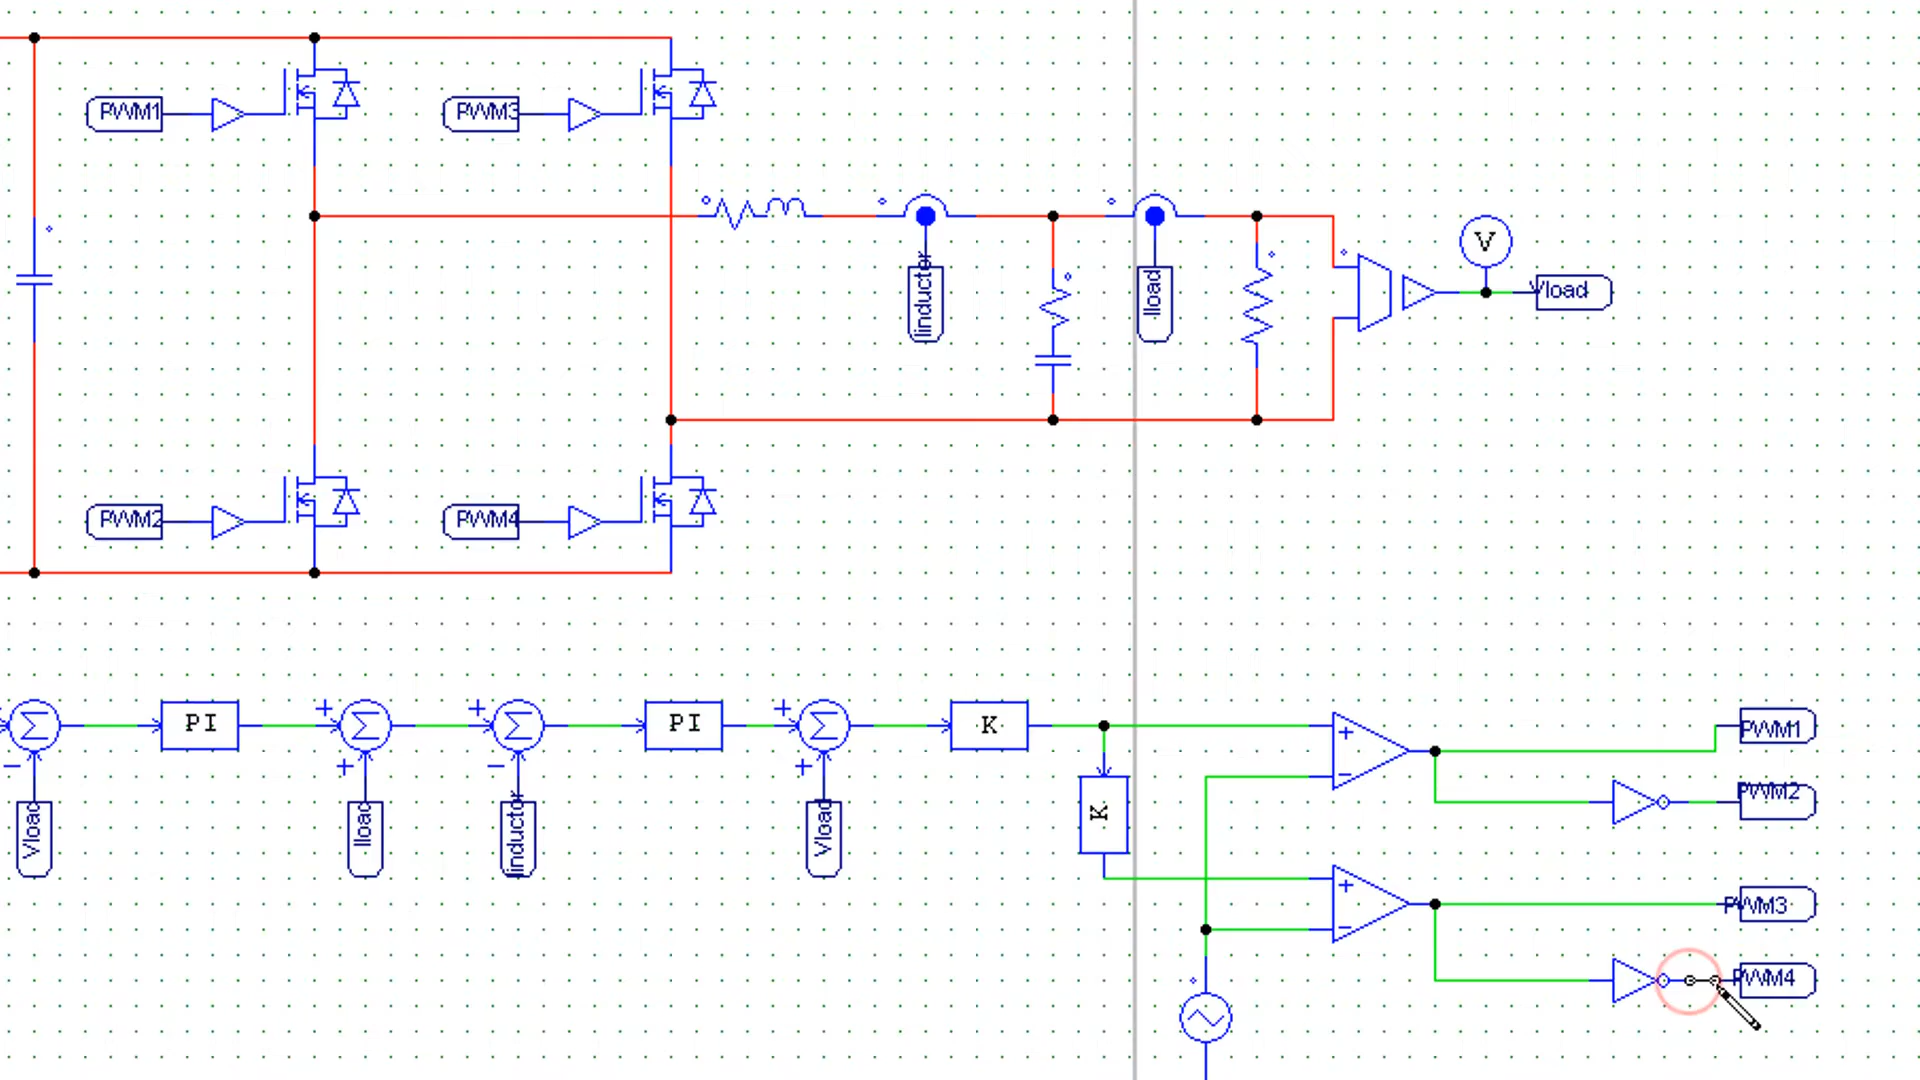 PWM1
PWM3
Iinductor
Iload
V
Vload
PWM2
PWM4
Σ
PI
Σ
Σ
PI
Σ
K
K
Vload
Iload
Iinductor
Vload
PWM1
PWM2
PWM3
PWM4